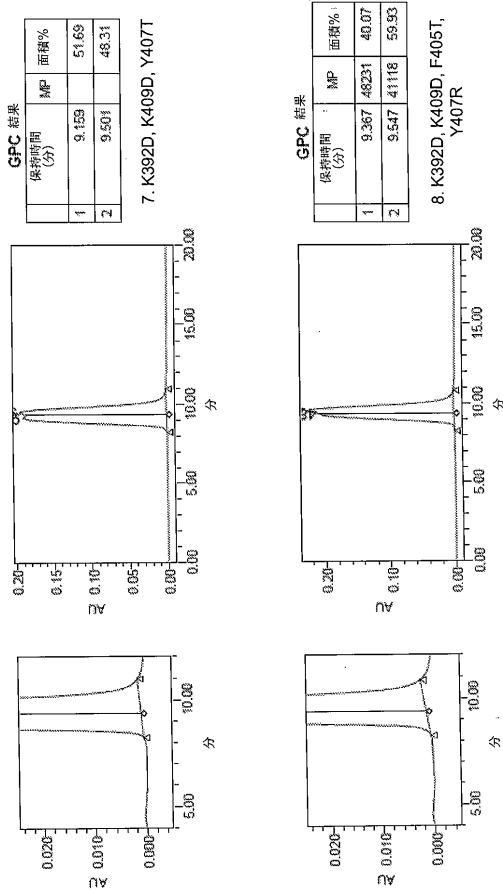 AU
0.020
0.010
0.000
5.00
10.00
分
AU
0.20
0.15
0.10
0.05
0.00
0.00
5.00
10.00
15.00
20.00
分
GPC 結果
保持時間
(分)
MP
面積%
1 9.159 51.69
2 9.501 48.31
7. K392D, K409D, Y407T
AU
0.020
0.010
0.000
5.00
10.00
分
AU
0.20
0.10
0.00
0.00
5.00
10.00
15.00
20.00
分
GPC 結果
保持時間
(分)
MP
面積%
1 9.367 48231 40.07
2 9.547 41118 59.93
8. K392D, K409D, F405T,
Y407R